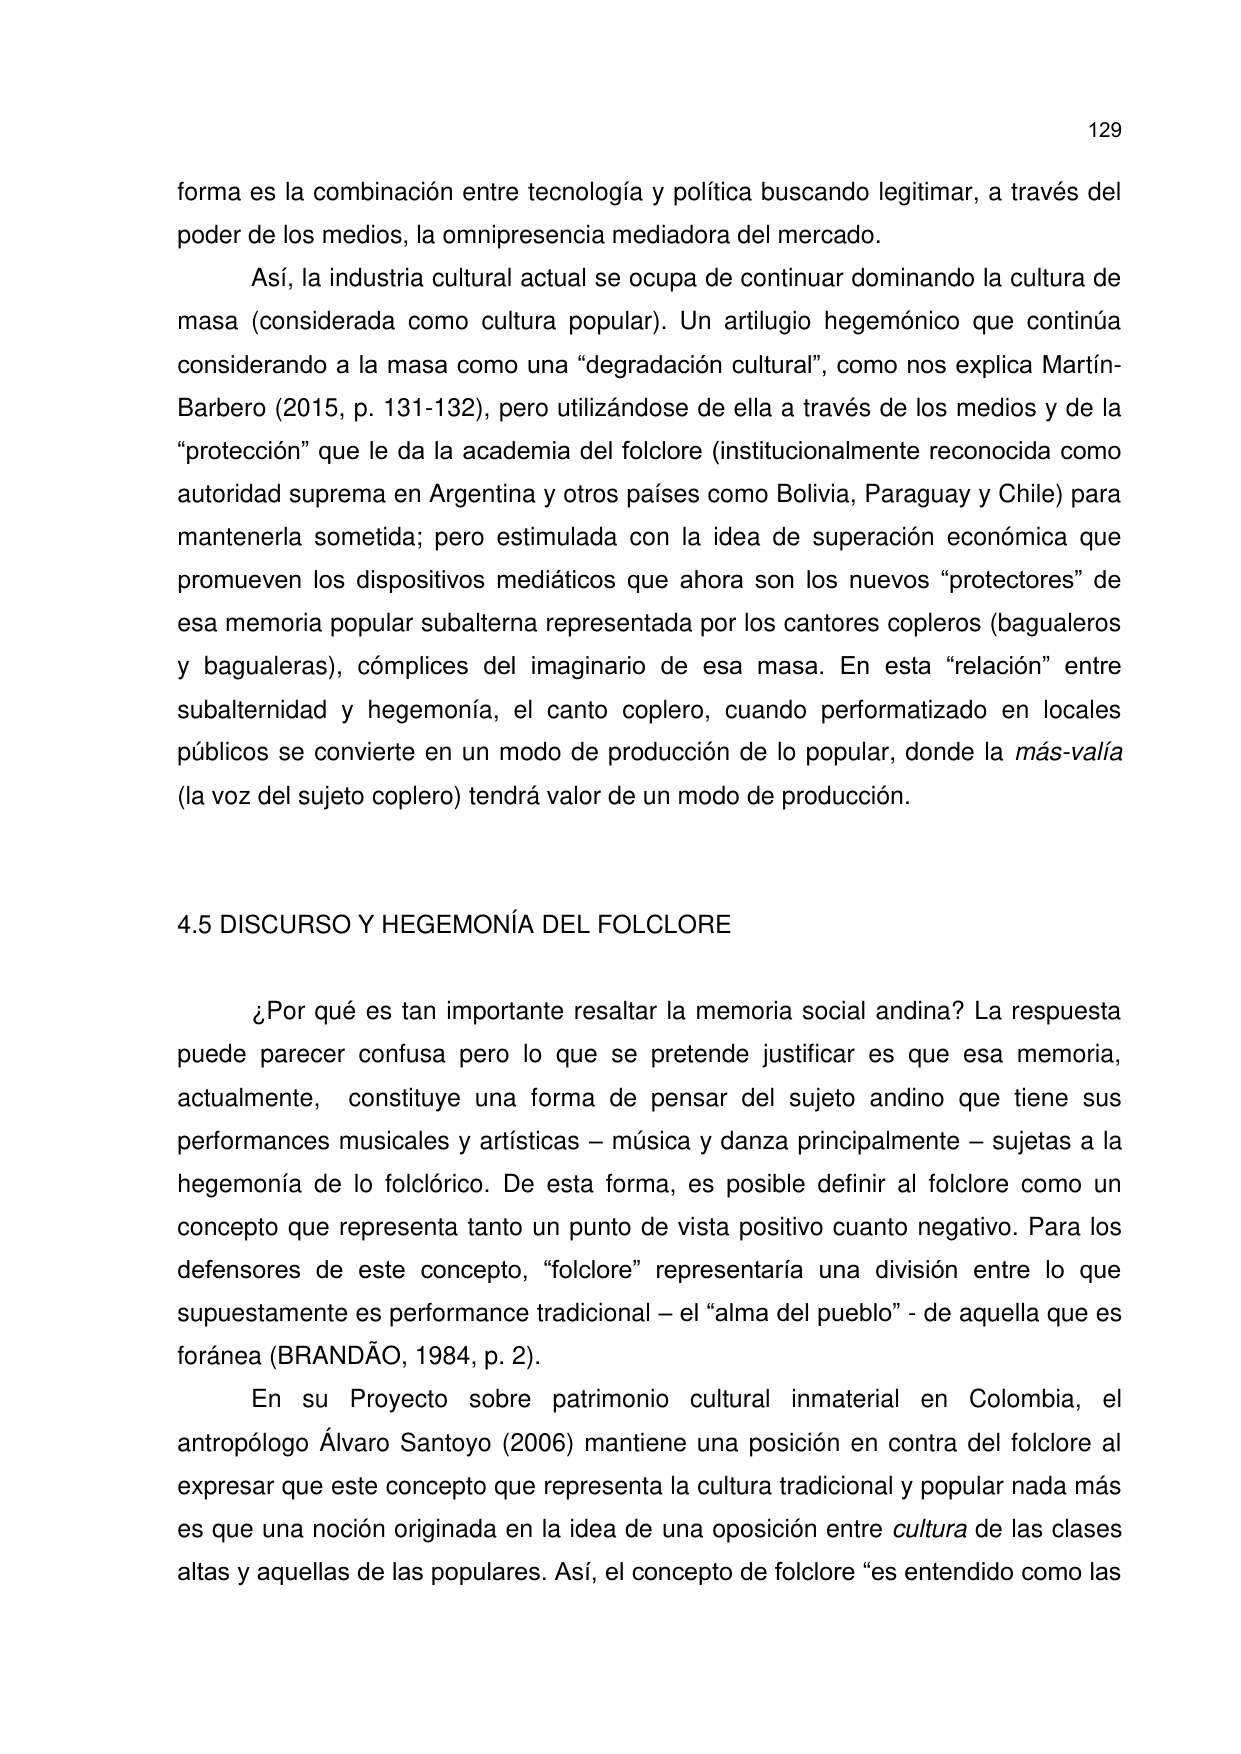 129
forma es la combinación entre tecnología y política buscando legitimar, a través del
poder de los medios, la omnipresencia mediadora del mercado.
Así, la industria cultural actual se ocupa de continuar dominando la cultura de
masa (considerada como cultura popular). Un artilugio hegemónico que continúa
considerando a la masa como una “degradación cultural”, como nos explica Martín-
Barbero (2015, p. 131-132), pero utilizándose de ella a través de los medios y de la
“protección” que le da la academia del folclore (institucionalmente reconocida como
autoridad suprema en Argentina y otros países como Bolivia, Paraguay y Chile) para
mantenerla sometida; pero estimulada con la idea de superación económica que
promueven los dispositivos mediáticos que ahora son los nuevos “protectores” de
esa memoria popular subalterna representada por los cantores copleros (bagualeros
y bagualeras), cómplices del imaginario de esa masa. En esta “relación” entre
subalternidad y hegemonía, el canto coplero, cuando performatizado en locales
públicos se convierte en un modo de producción de lo popular, donde la más-valía
(la voz del sujeto coplero) tendrá valor de un modo de producción.
4.5 DISCURSO Y HEGEMONÍA DEL FOLCLORE
¿Por qué es tan importante resaltar la memoria social andina? La respuesta
puede parecer confusa pero lo que se pretende justificar es que esa memoria,
actualmente, constituye una forma de pensar del sujeto andino que tiene sus
performances musicales y artísticas – música y danza principalmente – sujetas a la
hegemonía de lo folclórico. De esta forma, es posible definir al folclore como un
concepto que representa tanto un punto de vista positivo cuanto negativo. Para los
defensores de este concepto, “folclore” representaría una división entre lo que
supuestamente es performance tradicional – el “alma del pueblo” - de aquella que es
foránea (BRANDÃO, 1984, p. 2).
En su Proyecto sobre patrimonio cultural inmaterial en Colombia, el
antropólogo Álvaro Santoyo (2006) mantiene una posición en contra del folclore al
expresar que este concepto que representa la cultura tradicional y popular nada más
es que una noción originada en la idea de una oposición entre cultura de las clases
altas y aquellas de las populares. Así, el concepto de folclore “es entendido como las